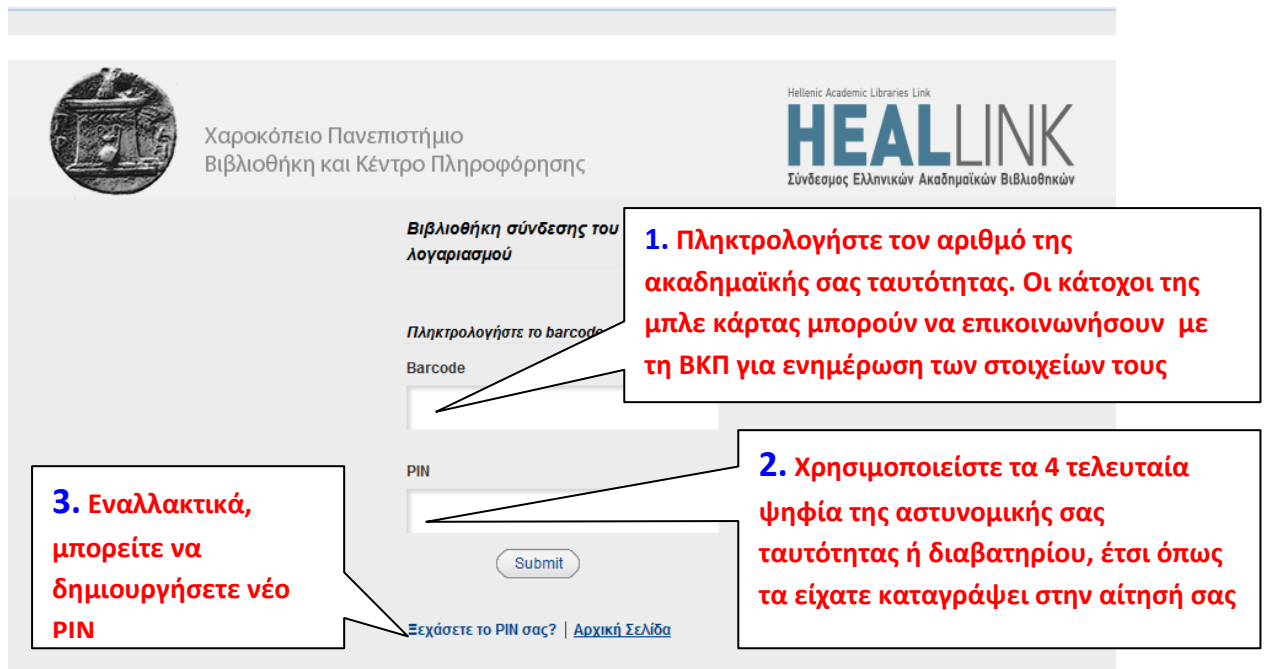 Χαροκόπειο Πανεπιστήμιο
Βιβλιοθήκη και Κέντρο Πληροφόρησης
Hellenic Academic Libraries Link
HEALLINK
Σύνδεσμος Ελληνικών Ακαδημαϊκών Βιβλιοθηκών
Βιβλιοθήκη σύνδεσης του
λογαριασμού
1. Πληκτρολογήστε τον αριθμό της
ακαδημαϊκής σας ταυτότητας. Οι κάτοχοι της
μπλε κάρτας μπορούν να επικοινωνήσουν με
τη ΒΚΠ για ενημέρωση των στοιχείων τους
Πληκτρολογήστε το barcode
Barcode
PIN
2. Χρησιμοποιείστε τα 4 τελευταία
ψηφία της αστυνομικής σας
ταυτότητας ή διαβατηρίου, έτσι όπως
τα είχατε καταγράψει στην αίτησή σας
3. Εναλλακτικά,
μπορείτε να
δημιουργήσετε νέο
PIN
Submit
Ξεχάσετε το PIN σας? | Αρχική Σελίδα